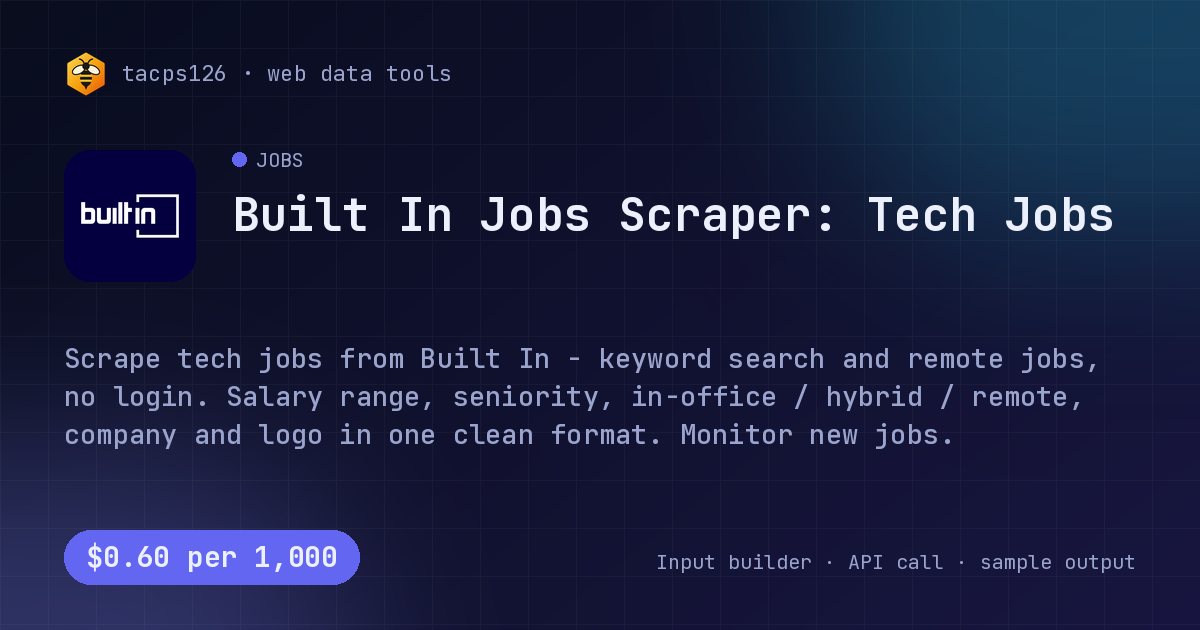 tacps126 · web data tools
JOBS
builtin
Built In Jobs Scraper: Tech Jobs
Scrape tech jobs from Built In - keyword search and remote jobs,
no login. Salary range, seniority, in-office / hybrid / remote,
company and logo in one clean format. Monitor new jobs.
$0.60 per 1,000
Input builder · API call · sample output